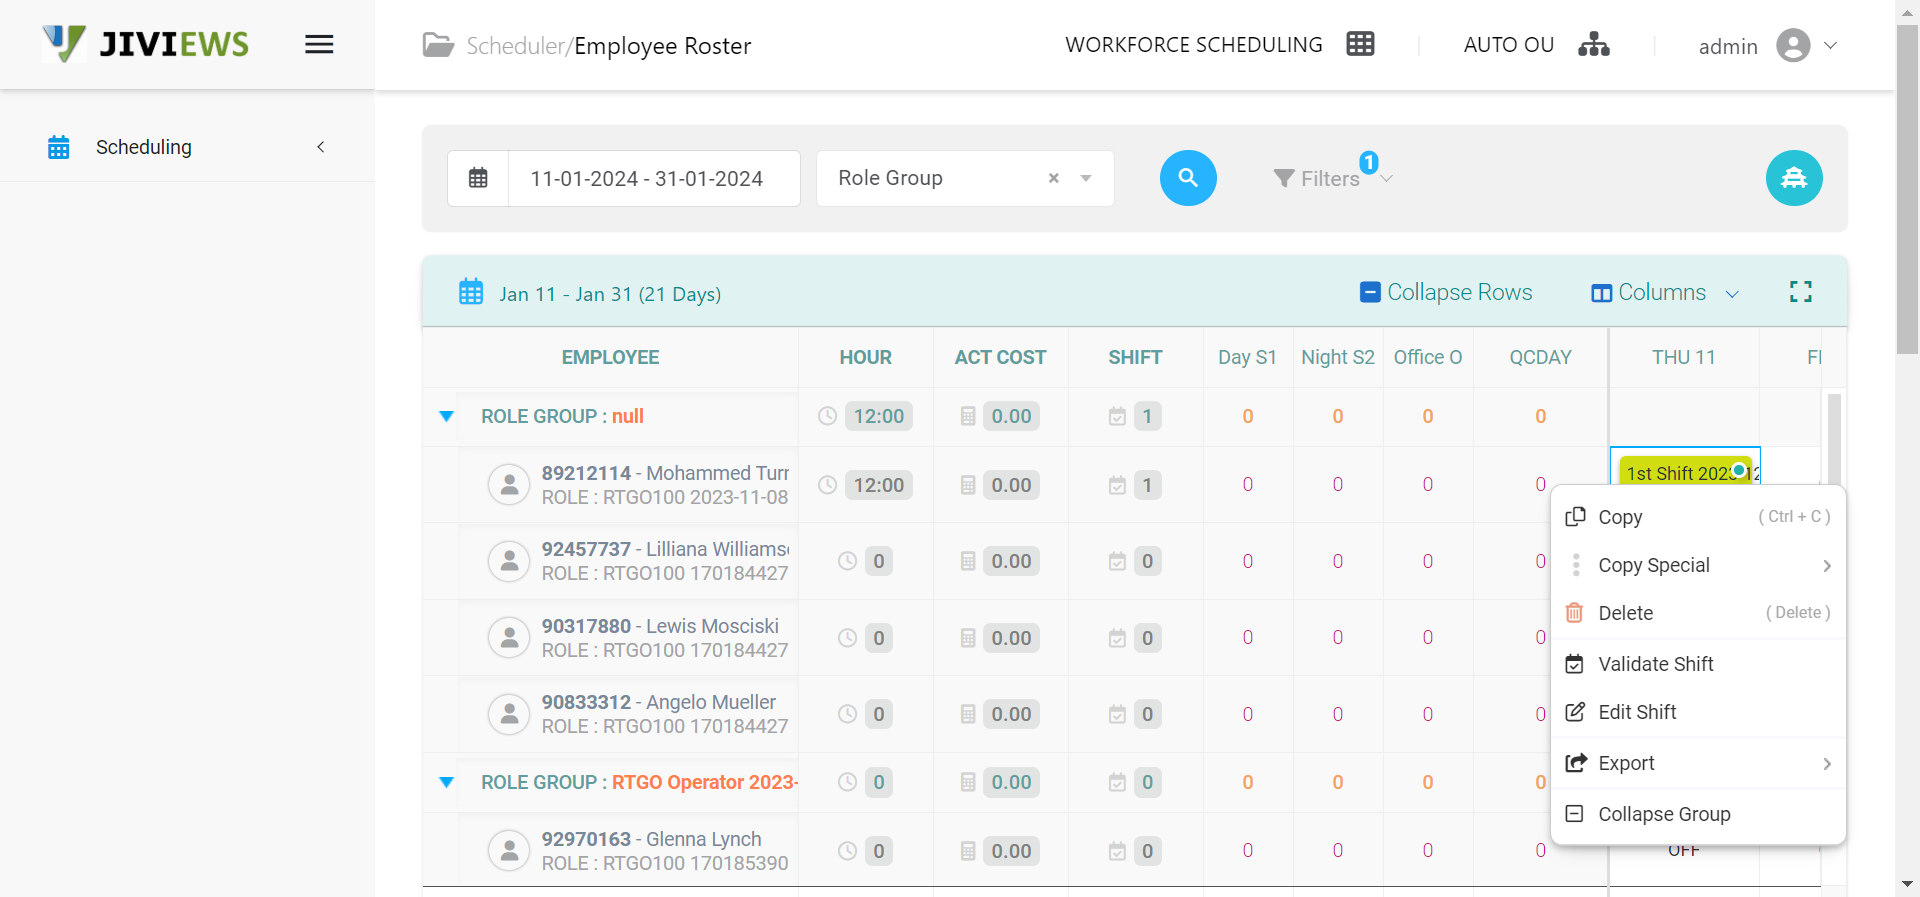 JIVIEWS
Scheduler/Employee Roster
WORKFORCE SCHEDULING
AUTO OU
admin
Scheduling
11-01-2024 - 31-01-2024
Role Group
Filters
1
Jan 11 - Jan 31 (21 Days)
Collapse Rows
Columns
EMPLOYEE HOUR ACT COST SHIFT Day S1 Night S2 Office O QCDAY THU 11 FI
ROLE GROUP : null 12:00 0.00 1 0 0 0 0
89212114 - Mohammed Turr 12:00 0.00 1 0 0 0 0
ROLE : RTGO100 2023-11-08
1st Shift 2023-12
92457737 - Lilliana Williams 0 0.00 0 0 0 0 0
ROLE : RTGO100 170184427
90317880 - Lewis Mosciski 0 0.00 0 0 0 0 0
ROLE : RTGO100 170184427
90833312 - Angelo Mueller 0 0.00 0 0 0 0 0
ROLE : RTGO100 170184427
ROLE GROUP : RTGO Operator 2023- 0 0.00 0 0 0 0 0
92970163 - Glenna Lynch 0 0.00 0 0 0 0 0 OFF
ROLE : RTGO100 170185390
Copy ( Ctrl + C )
Copy Special
Delete ( Delete )
Validate Shift
Edit Shift
Export
Collapse Group